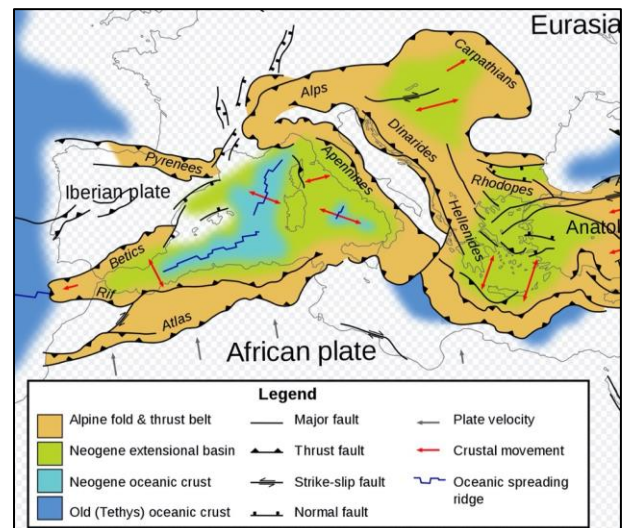 Eurasia
Carpathians
Alps
Dinarides
Pyrenees
Apennines
Iberian plate
Rhodopes
Hellenides
Anatol
Betics
Rif
Atlas
African plate
Legend
Alpine fold & thrust belt
Major fault
Plate velocity
Neogene extensional basin
Thrust fault
Crustal movement
Neogene oceanic crust
Strike-slip fault
Oceanic spreading
ridge
Old (Tethys) oceanic crust
Normal fault